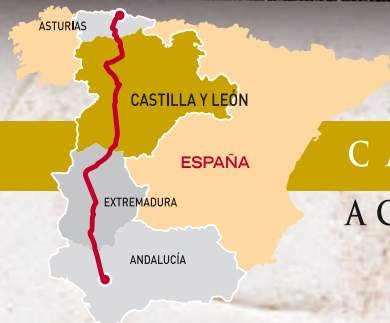 ASTURIAS
CASTILLA Y LEÓN
C A
ESPAÑA
EXTREMADURA
A C
ANDALUCÍA